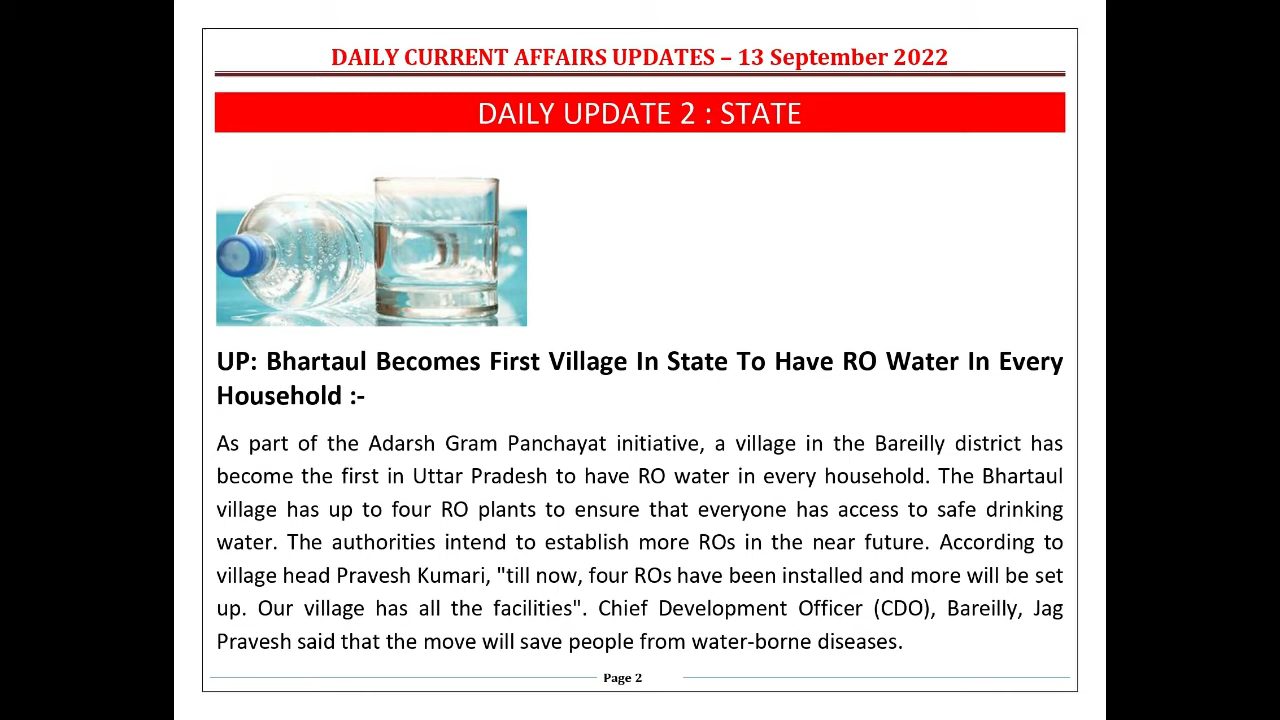 DAILY CURRENT AFFAIRS UPDATES – 13 September 2022
DAILY UPDATE 2 : STATE
UP: Bhartaul Becomes First Village In State To Have RO Water In Every
Household :-
As part of the Adarsh Gram Panchayat initiative, a village in the Bareilly district has
become the first in Uttar Pradesh to have RO water in every household. The Bhartaul
village has up to four RO plants to ensure that everyone has access to safe drinking
water. The authorities intend to establish more ROs in the near future. According to
village head Pravesh Kumari, "till now, four ROs have been installed and more will be set
up. Our village has all the facilities". Chief Development Officer (CDO), Bareilly, Jag
Pravesh said that the move will save people from water-borne diseases.
Page 2